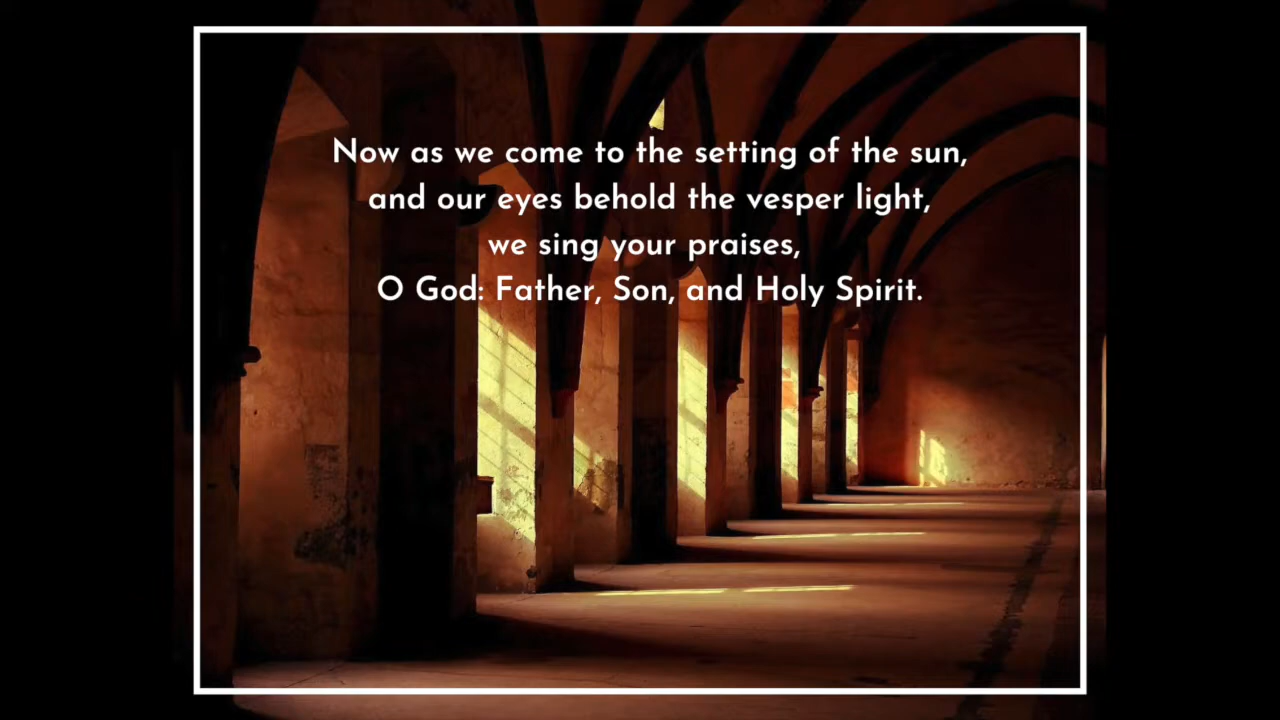 Now as we come to the setting of the sun,
and our eyes behold the vesper light,
we sing your praises,
O God: Father, Son, and Holy Spirit.